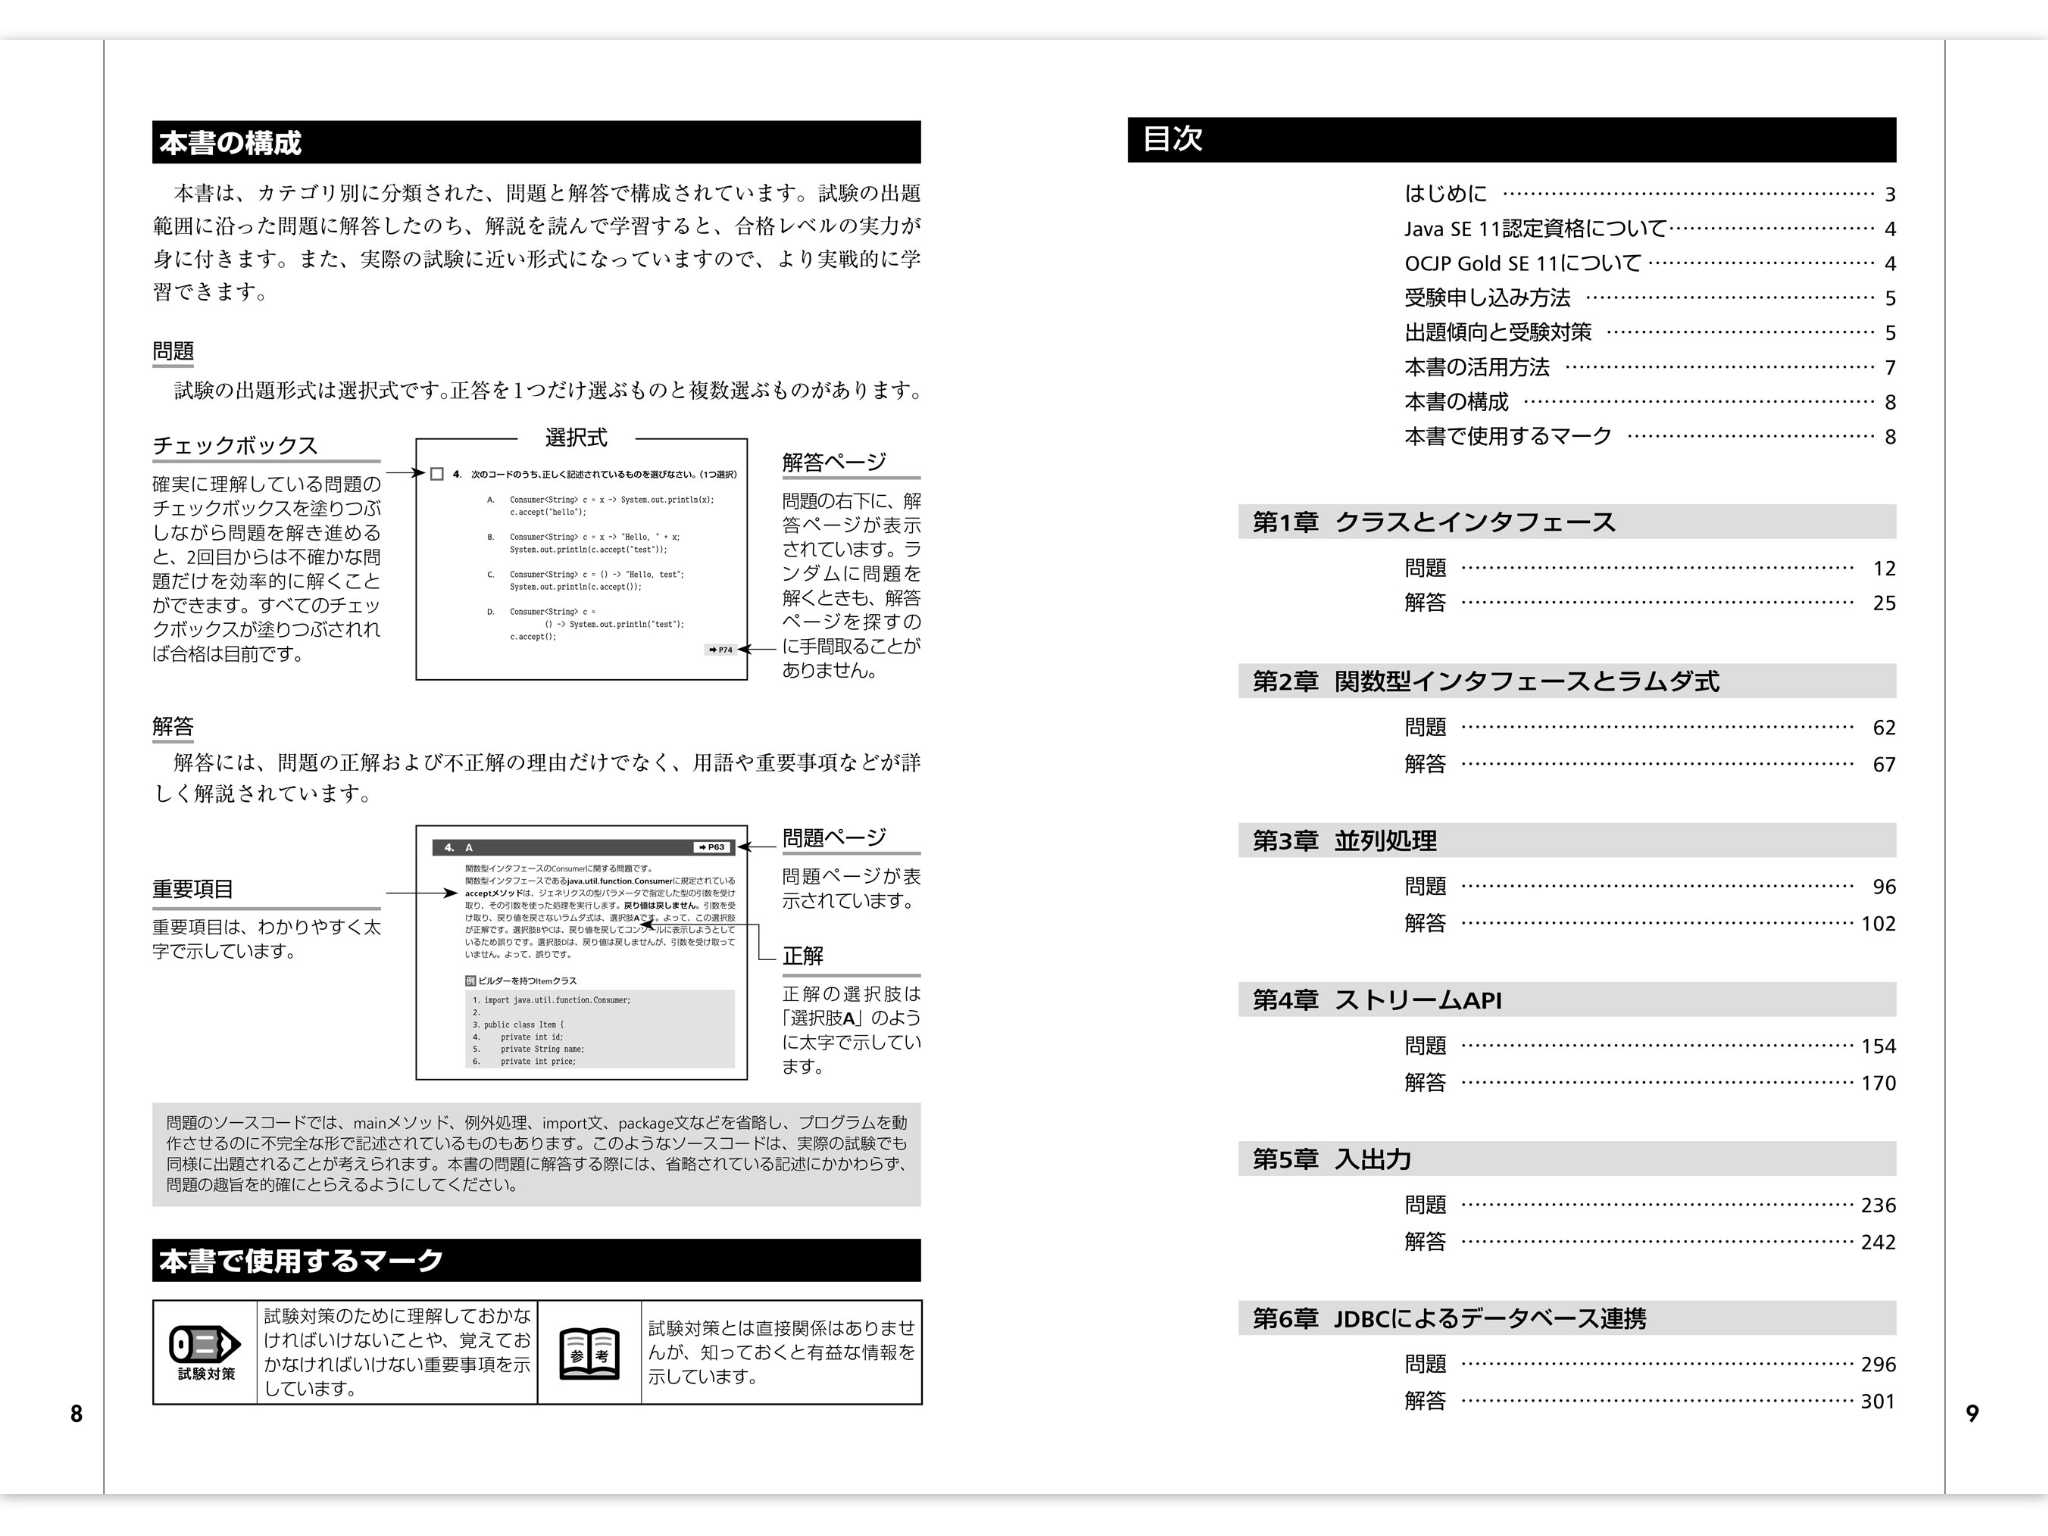 本書の構成
本書は、カテゴリ別に分類された、問題と解答で構成されています。試験の出題
範囲に沿った問題に解答したのち、解説を読んで学習すると、合格レベルの実力が
身に付きます。また、実際の試験に近い形式になっていますので、より実戦的に学
習できます。
問題
試験の出題形式は選択式です。正答を1つだけ選ぶものと複数選ぶものがあります。
チェックボックス
確実に理解している問題の
チェックボックスを塗りつぶ
しながら問題を解き進める
と、2回目からは不確かな問
題だけを効率的に解くこと
ができます。すべてのチェッ
クボックスが塗りつぶされれ
ば合格は目前です。
選択式
4. 次のコードのうち、正しく記述されているものを選びなさい。(1つ選択)
A. Consumer<String> c = x -> System.out.println(x);
c.accept("hello");
B. Consumer<String> c = x -> "Hello, " + x;
System.out.println(c.accept("test"));
C. Consumer<String> c = () -> "Hello, test";
System.out.println(c.accept());
D. Consumer<String> c =
() -> System.out.println("test");
c.accept();
➡ P74
解答ページ
問題の右下に、解
答ページが表示
されています。ラ
ンダムに問題を
解くときも、解答
ページを探すの
に手間取ることが
ありません。
解答
解答には、問題の正解および不正解の理由だけでなく、用語や重要事項などが詳
しく解説されています。
重要項目
重要項目は、わかりやすく太
字で示しています。
4. A ➡ P63
関数型インタフェースのConsumerに関する問題です。
関数型インタフェースであるjava.util.function.Consumerに規定されている
acceptメソッドは、ジェネリクスの型パラメータで指定した型の引数を受け
取り、その引数を使った処理を実行します。戻り値は戻しません。引数を受
け取り、戻り値を戻さないラムダ式は、選択肢Aです。よって、この選択肢
が正解です。選択肢BやCは、戻り値を戻してコンソールに表示しようとして
いるため誤りです。選択肢Dは、戻り値は戻しませんが、引数を受け取って
いません。よって、誤りです。
例 ビルダーを持つItemクラス
1. import java.util.function.Consumer;
2.
3. public class Item {
4. private int id;
5. private String name;
6. private int price;
問題ページ
問題ページが表
示されています。
正解
正解の選択肢は
「選択肢A」のよう
に太字で示してい
ます。
問題のソースコードでは、mainメソッド、例外処理、import文、package文などを省略し、プログラムを動
作させるのに不完全な形で記述されているものもあります。このようなソースコードは、実際の試験でも
同様に出題されることが考えられます。本書の問題に解答する際には、省略されている記述にかかわらず、
問題の趣旨を的確にとらえるようにしてください。
本書で使用するマーク
試験対策
試験対策のために理解しておかな
ければいけないことや、覚えてお
かなければいけない重要事項を示
しています。
参考
試験対策とは直接関係はありませ
んが、知っておくと有益な情報を
示しています。
8
目次
はじめに …… 3
Java SE 11認定資格について …… 4
OCJP Gold SE 11について …… 4
受験申し込み方法 …… 5
出題傾向と受験対策 …… 5
本書の活用方法 …… 7
本書の構成 …… 8
本書で使用するマーク …… 8
第1章 クラスとインタフェース
問題 …… 12
解答 …… 25
第2章 関数型インタフェースとラムダ式
問題 …… 62
解答 …… 67
第3章 並列処理
問題 …… 96
解答 …… 102
第4章 ストリームAPI
問題 …… 154
解答 …… 170
第5章 入出力
問題 …… 236
解答 …… 242
第6章 JDBCによるデータベース連携
問題 …… 296
解答 …… 301
9